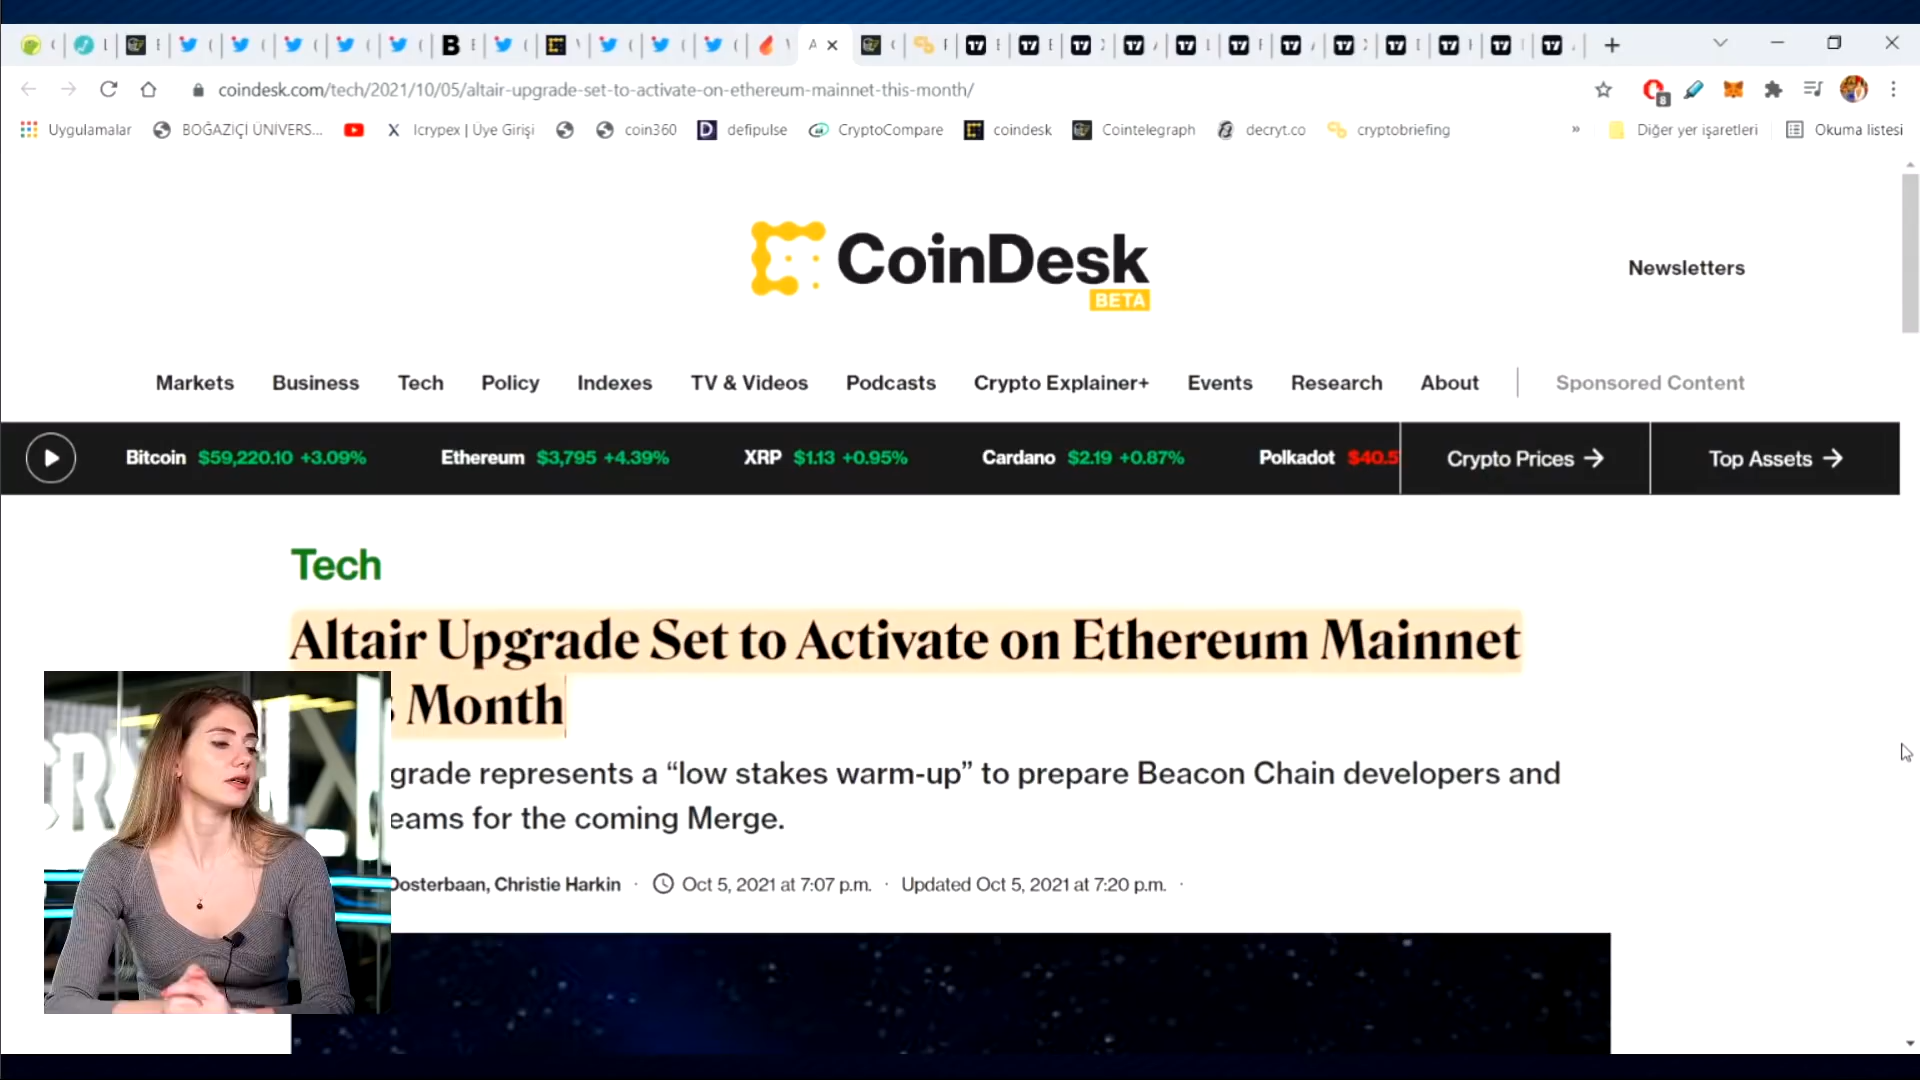 coindesk.com/tech/2021/10/05/altair-upgrade-set-to-activate-on-ethereum-mainnet-this-month/
8
Uygulamalar BOĞAZİÇİ ÜNİVERS... Icrypex | Üye Girişi coin360 defipulse CryptoCompare coindesk Cointelegraph decryt.co cryptobriefing » Diğer yer işaretleri Okuma listesi
CoinDesk
BETA
Newsletters
Markets Business Tech Policy Indexes TV & Videos Podcasts Crypto Explainer+ Events Research About Sponsored Content
Bitcoin $59,220.10 +3.09% Ethereum $3,795 +4.39% XRP $1.13 +0.95% Cardano $2.19 +0.87% Polkadot $40.5 Crypto Prices → Top Assets →
Tech
Altair Upgrade Set to Activate on Ethereum Mainnet
s Month
grade represents a “low stakes warm-up” to prepare Beacon Chain developers and
eams for the coming Merge.
Oosterbaan, Christie Harkin · Oct 5, 2021 at 7:07 p.m. · Updated Oct 5, 2021 at 7:20 p.m. ·